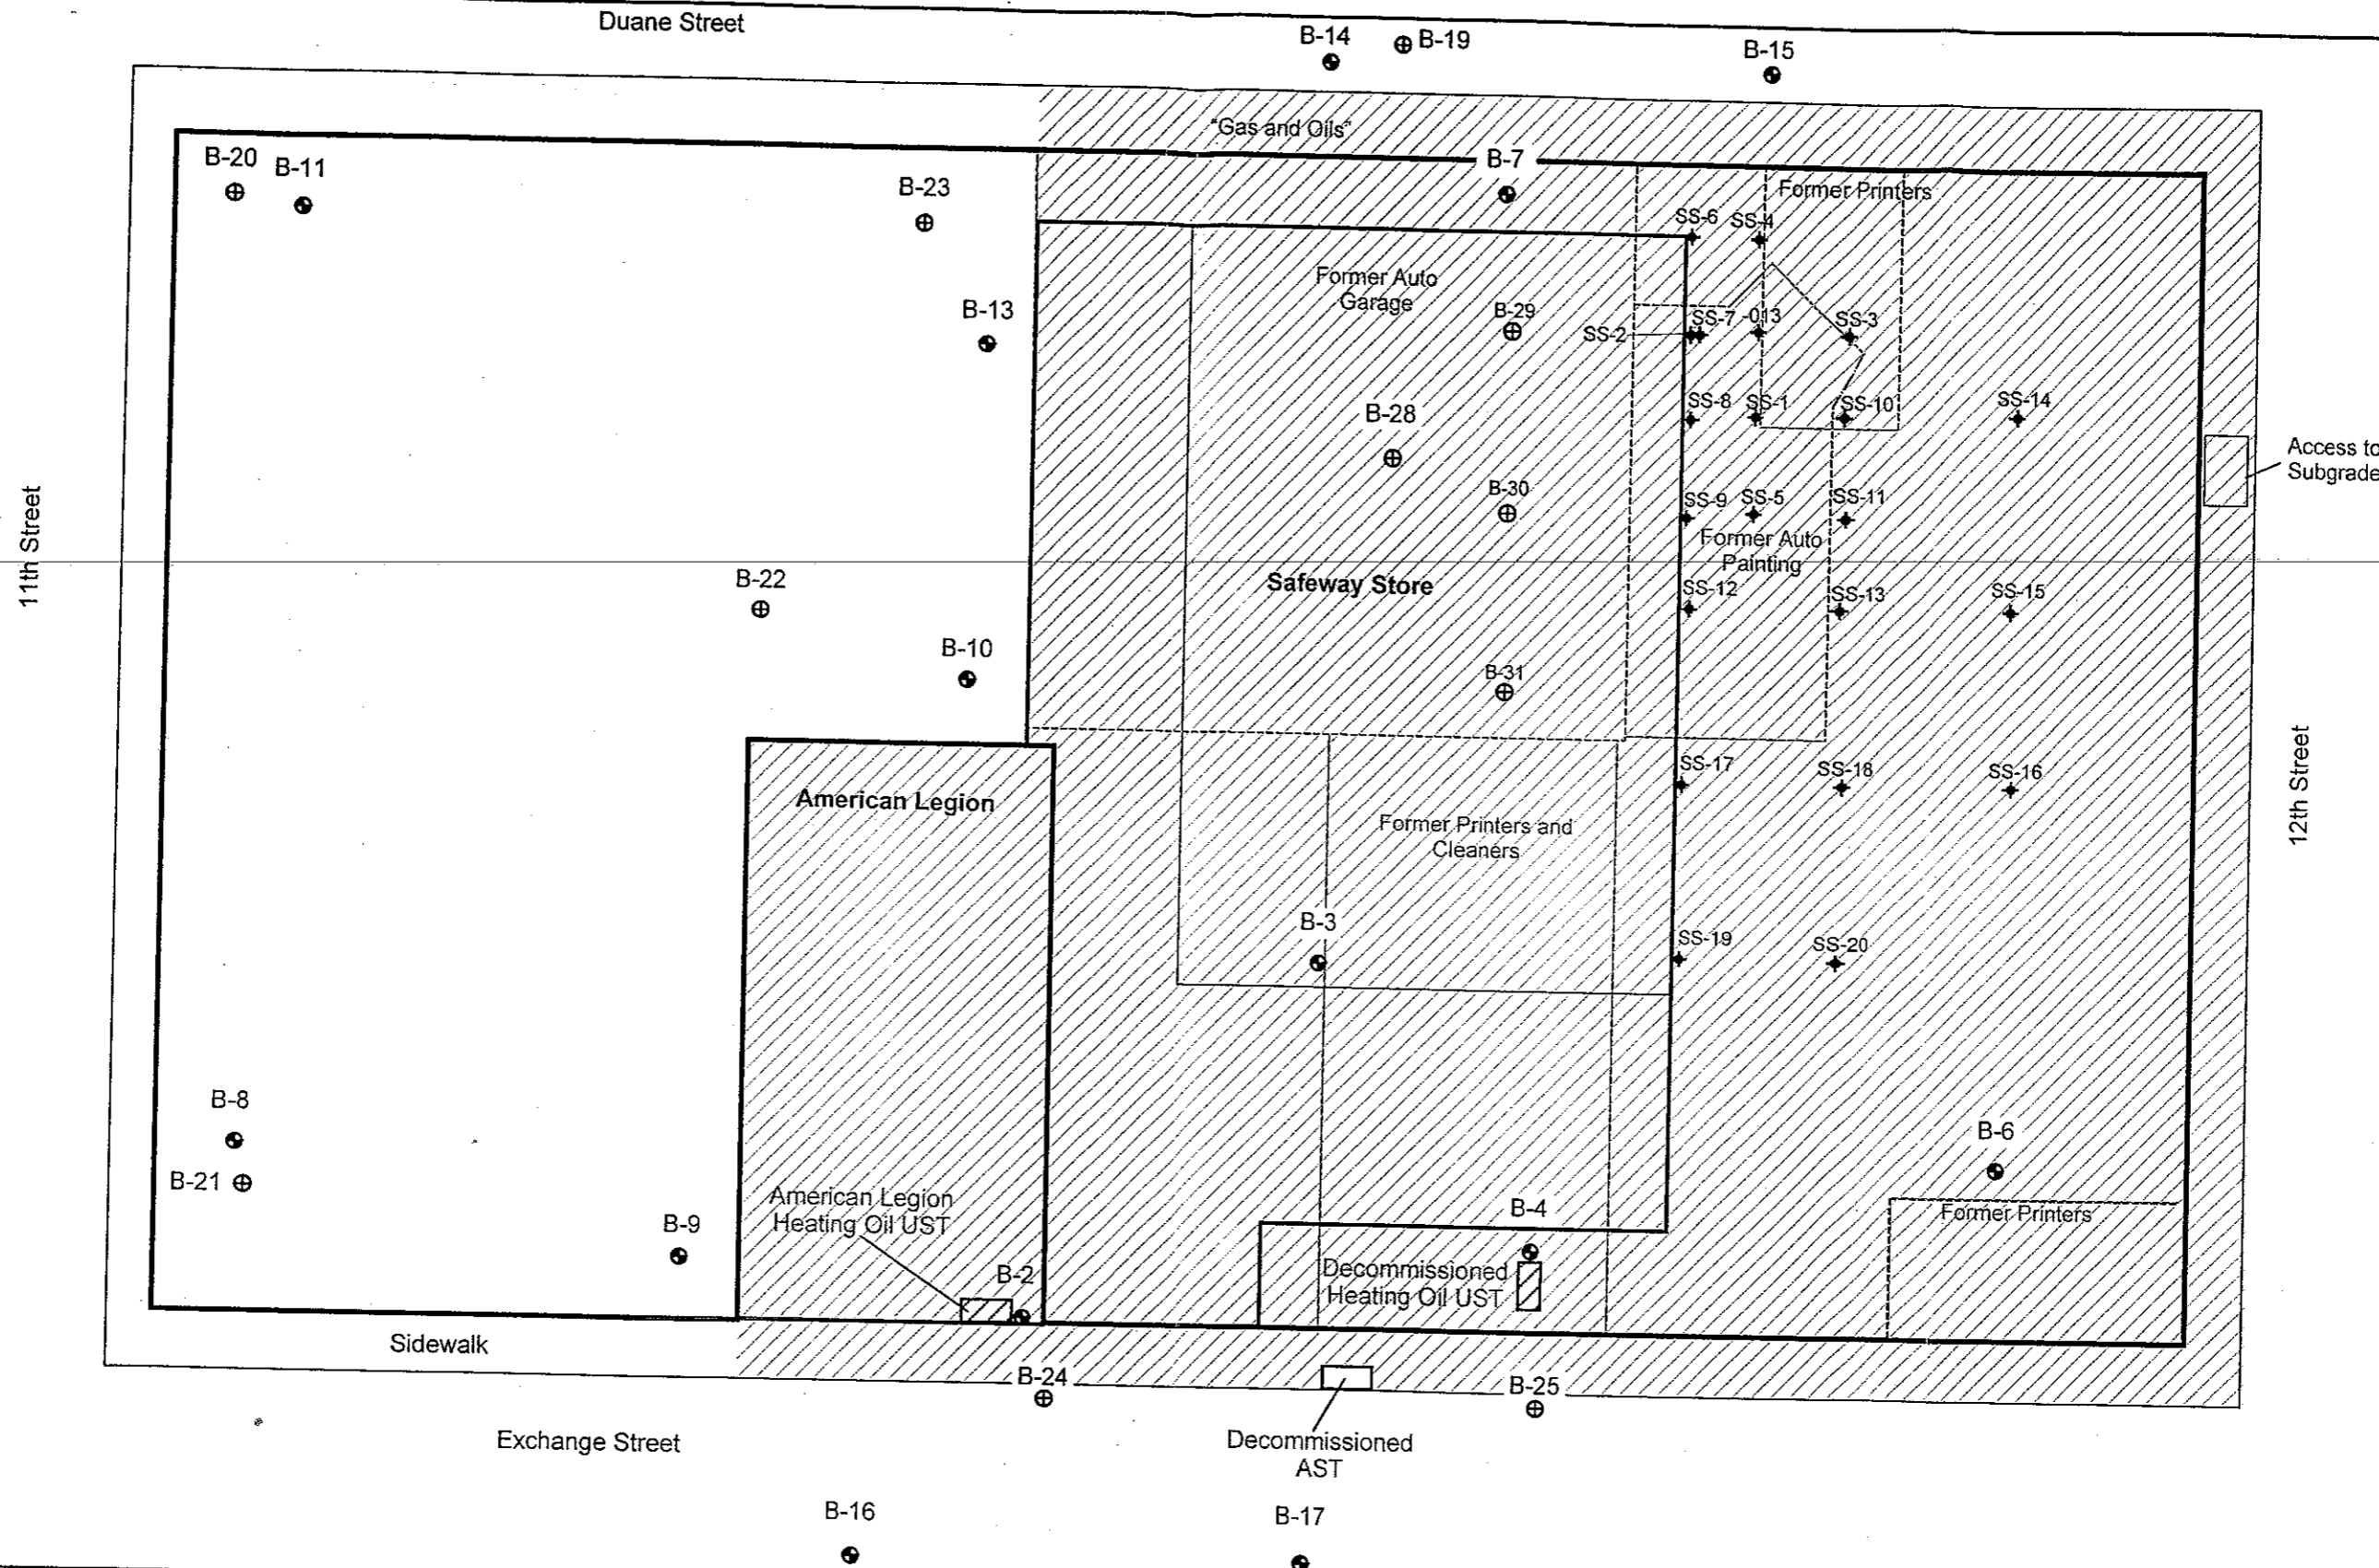 Duane Street
B-14
B-19
B-15
"Gas and Oils"
B-7
B-20
B-11
B-23
Former Printers
SS-6
SS-4
Former Auto
Garage
B-13
B-29
SS-2
SS-7
-013
SS-3
B-28
SS-8
SS-1
SS-10
SS-14
Access to
Subgrade
11th Street
B-30
SS-9
SS-5
SS-11
Former Auto
Painting
B-22
Safeway Store
SS-12
SS-13
SS-15
B-10
B-31
American Legion
SS-17
SS-18
SS-16
12th Street
Former Printers and
Cleaners
B-3
SS-19
SS-20
B-8
B-21
B-6
American Legion
Heating Oil UST
B-9
B-4
Former Printers
B-2
Decommissioned
Heating Oil UST
Sidewalk
B-24
B-25
Exchange Street
Decommissioned
AST
B-16
B-17